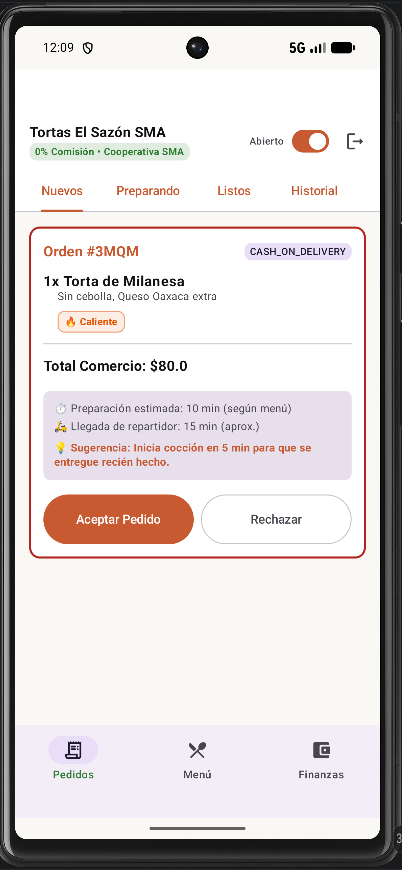 12:09 5G
Tortas El Sazón SMA
0% Comisión • Cooperativa SMA
Abierto
Nuevos Preparando Listos Historial
Orden #3MQM
CASH_ON_DELIVERY
1x Torta de Milanesa
Sin cebolla, Queso Oaxaca extra
🔥 Caliente
Total Comercio: $80.0
⏱️ Preparación estimada: 10 min (según menú)
🛵 Llegada de repartidor: 15 min (aprox.)
💡 Sugerencia: Inicia cocción en 5 min para que se
entregue recién hecho.
Aceptar Pedido Rechazar
Pedidos Menú Finanzas
3